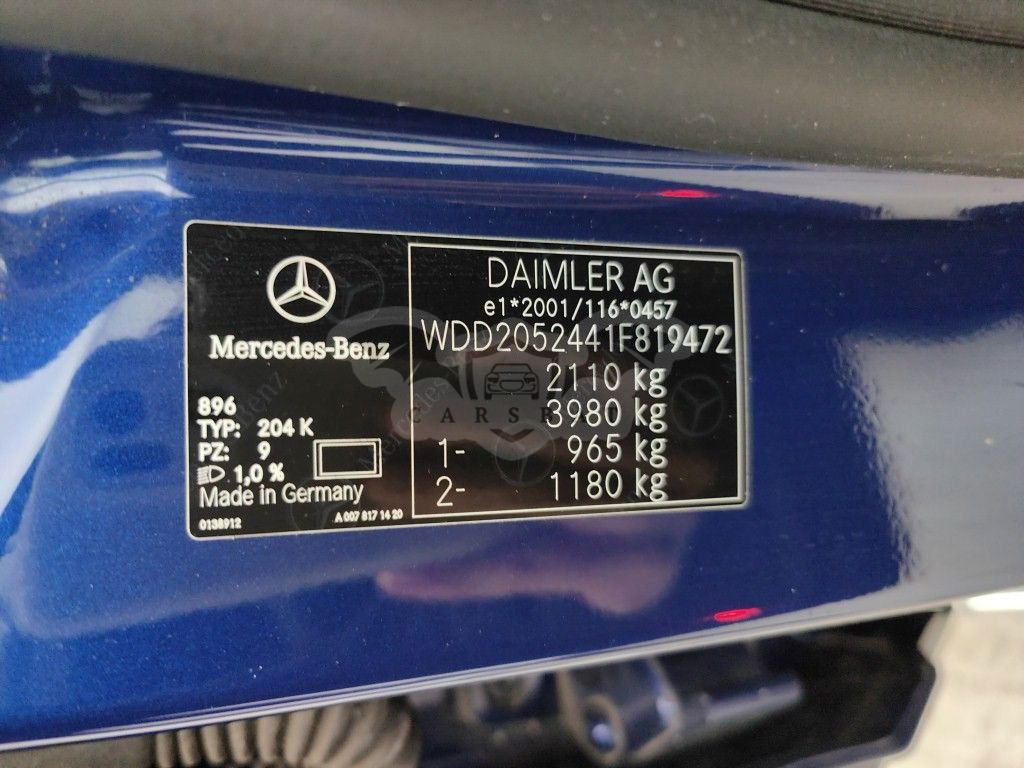 Mercedes-Benz
896
TYP: 204 K
PZ: 9
1,0 %
Made in Germany
0138912
A 007 817 14 20
DAIMLER AG
e1*2001/116*0457
WDD2052441F819472
2110 kg
3980 kg
1- 965 kg
2- 1180 kg